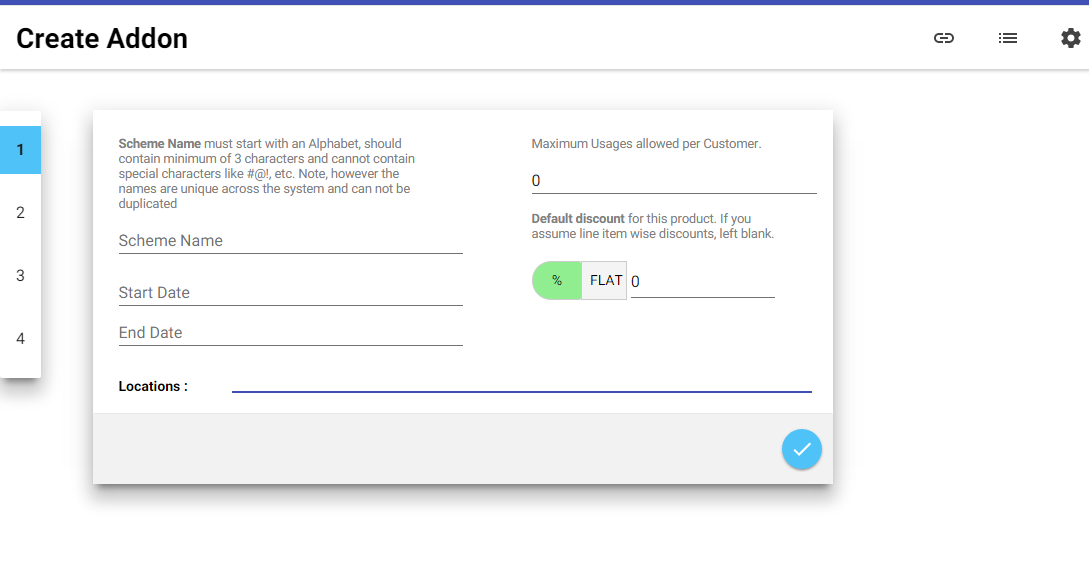 Create Addon
1
2
3
4
Scheme Name must start with an Alphabet, should
contain minimum of 3 characters and cannot contain
special characters like #@!, etc. Note, however the
names are unique across the system and can not be
duplicated
Scheme Name
Start Date
End Date
Maximum Usages allowed per Customer.
0
Default discount for this product. If you
assume line item wise discounts, left blank.
% FLAT 0
Locations :